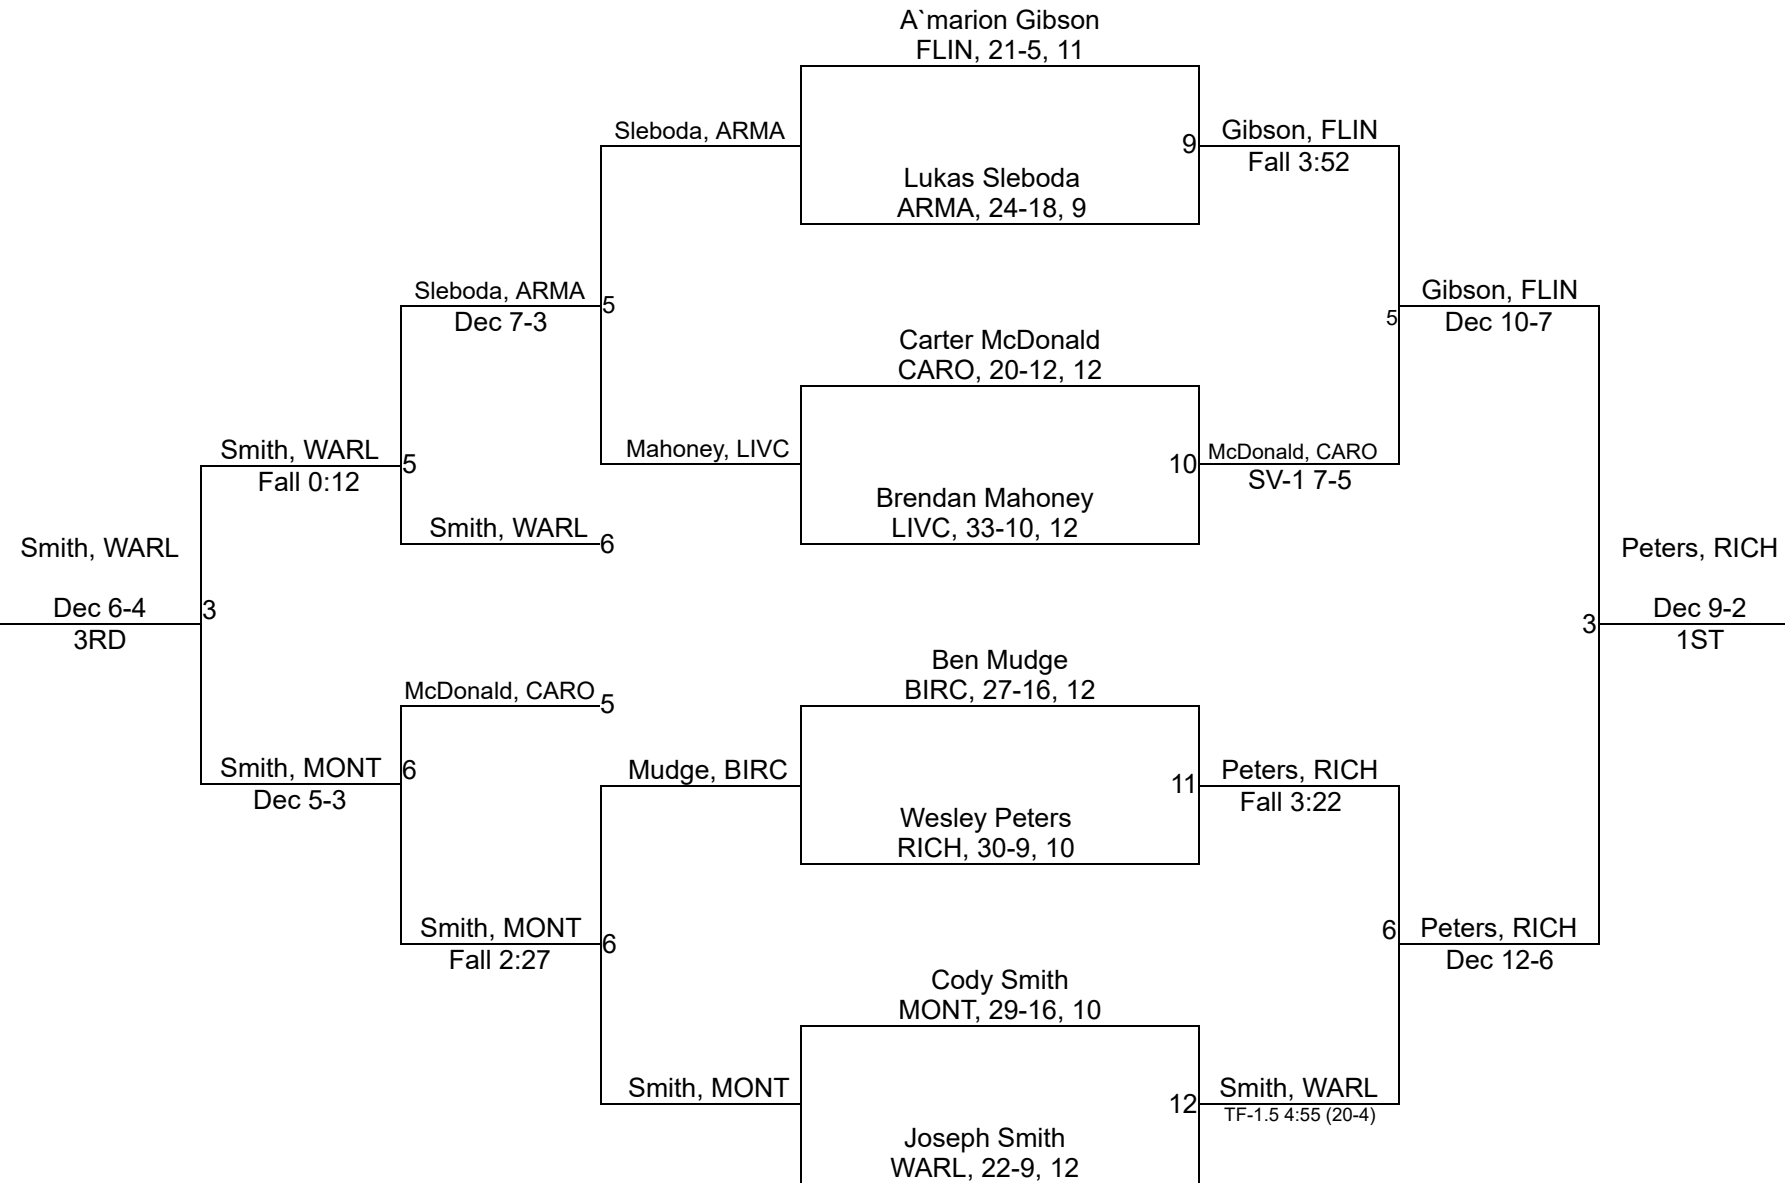 A`marion Gibson
FLIN, 21-5, 11
Sleboda, ARMA
9
Gibson, FLIN
Fall 3:52
Lukas Sleboda
ARMA, 24-18, 9
Sleboda, ARMA
Dec 7-3
5
Gibson, FLIN
Dec 10-7
5
Carter McDonald
CARO, 20-12, 12
Smith, WARL
Fall 0:12
5
Mahoney, LIVC
10
McDonald, CARO
SV-1 7-5
Brendan Mahoney
LIVC, 33-10, 12
Smith, WARL
6
Smith, WARL
Dec 6-4
3RD
3
Peters, RICH
Dec 9-2
1ST
3
Ben Mudge
BIRC, 27-16, 12
McDonald, CARO
5
Smith, MONT
Dec 5-3
6
Mudge, BIRC
11
Peters, RICH
Fall 3:22
Wesley Peters
RICH, 30-9, 10
Smith, MONT
Fall 2:27
6
6
Peters, RICH
Dec 12-6
Cody Smith
MONT, 29-16, 10
Smith, MONT
12
Smith, WARL
TF-1.5 4:55 (20-4)
Joseph Smith
WARL, 22-9, 12